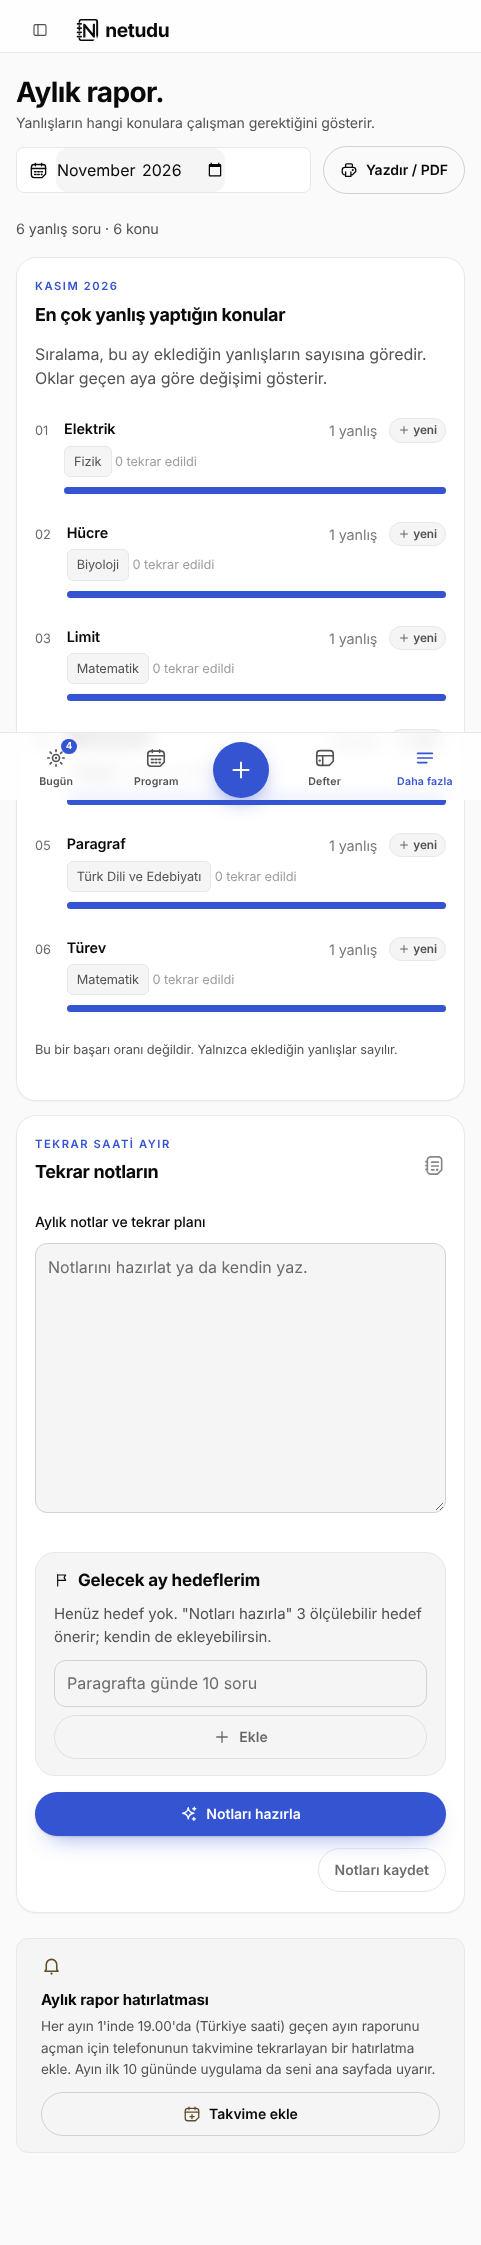 netudu
Aylık rapor.
Yanlışların hangi konulara çalışman gerektiğini gösterir.
November 2026
Yazdır / PDF
6 yanlış soru · 6 konu
KASIM 2026
En çok yanlış yaptığın konular
Sıralama, bu ay eklediğin yanlışların sayısına göredir.
Oklar geçen aya göre değişimi gösterir.
01 Elektrik 1 yanlış + yeni
Fizik 0 tekrar edildi
02 Hücre 1 yanlış + yeni
Biyoloji 0 tekrar edildi
03 Limit 1 yanlış + yeni
Matematik 0 tekrar edildi
4
Bugün
Program
Defter
Daha fazla
05 Paragraf 1 yanlış + yeni
Türk Dili ve Edebiyatı 0 tekrar edildi
06 Türev 1 yanlış + yeni
Matematik 0 tekrar edildi
Bu bir başarı oranı değildir. Yalnızca eklediğin yanlışlar sayılır.
TEKRAR SAATİ AYIR
Tekrar notların
Aylık notlar ve tekrar planı
Notlarını hazırlat ya da kendin yaz.
Gelecek ay hedeflerim
Henüz hedef yok. "Notları hazırla" 3 ölçülebilir hedef
önerir; kendin de ekleyebilirsin.
Paragrafta günde 10 soru
+ Ekle
Notları hazırla
Notları kaydet
Aylık rapor hatırlatması
Her ayın 1'inde 19.00'da (Türkiye saati) geçen ayın raporunu
açman için telefonunun takvimine tekrarlayan bir hatırlatma
ekle. Ayın ilk 10 gününde uygulama da seni ana sayfada uyarır.
Takvime ekle